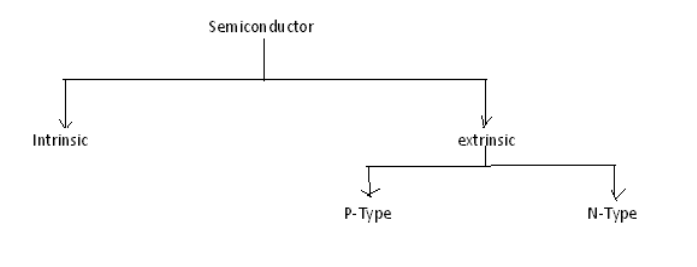 Semiconductor
Intrinsic
extrinsic
P-Type
N-Type